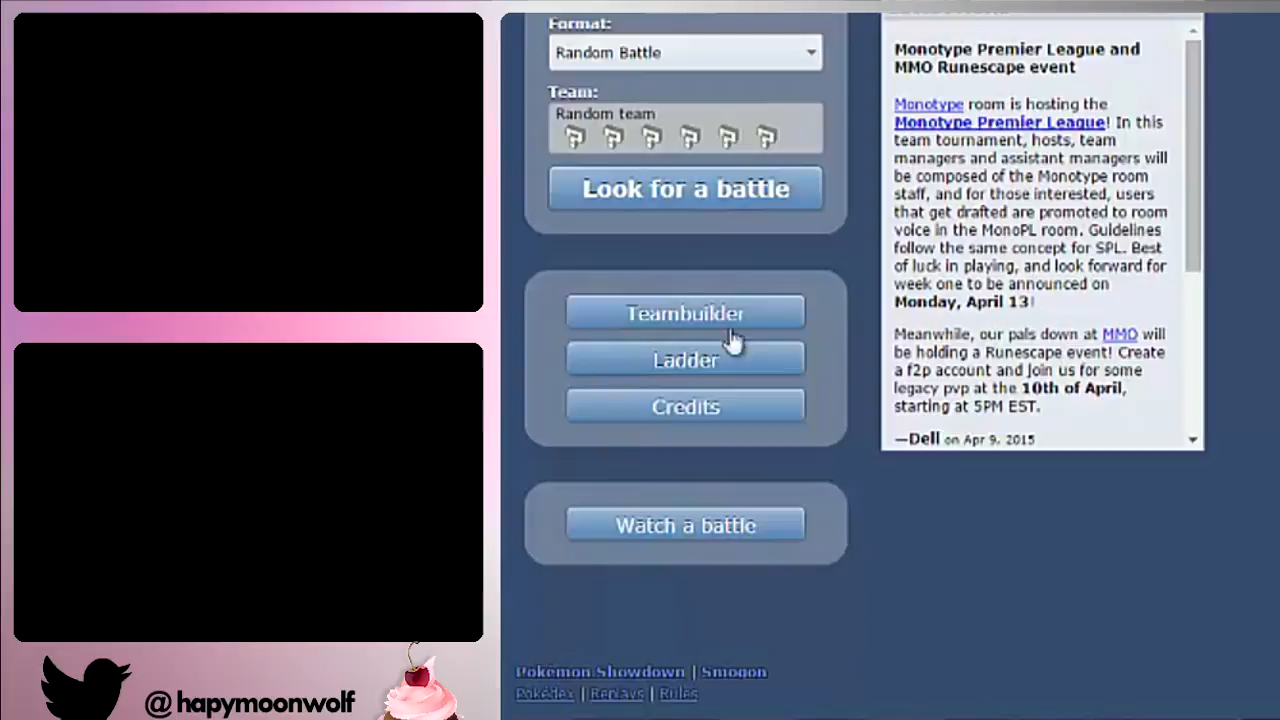 Format:
Random Battle
Team:
Random team
Look for a battle
Teambuilder
Ladder
Credits
Watch a battle
Pokémon Showdown | Smogon
Pokédex | Replays | Rules
Monotype Premier League and
MMO Runescape event
Monotype room is hosting the
Monotype Premier League! In this
team tournament, hosts, team
managers and assistant managers will
be composed of the Monotype room
staff, and for those interested, users
that get drafted are promoted to room
voice in the MonoPL room. Guidelines
follow the same concept for SPL. Best
of luck in playing, and look forward for
week one to be announced on
Monday, April 13!
Meanwhile, our pals down at MMO will
be holding a Runescape event! Create
a f2p account and join us for some
legacy pvp at the 10th of April,
starting at 5PM EST.
—Dell on Apr 9, 2015
@hapymoonwolf